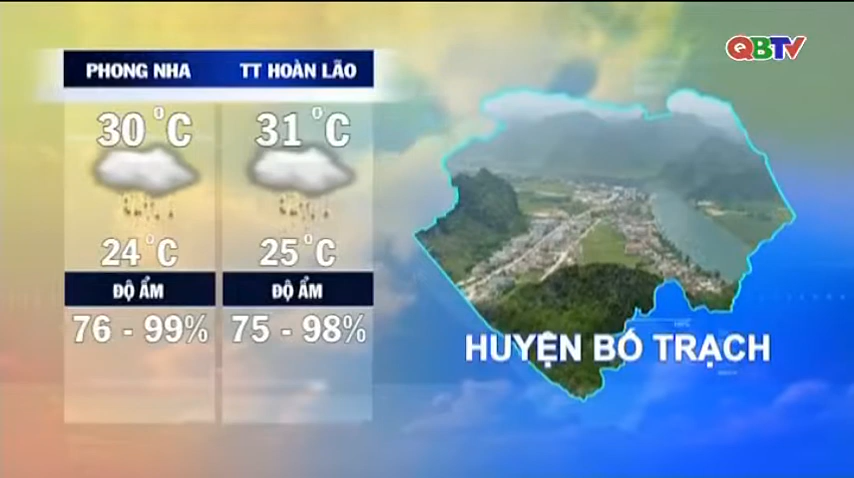 QBTV
PHONG NHA
TT HOÀN LÃO
30°C
31°C
24°C
25°C
ĐỘ ẨM
ĐỘ ẨM
76 - 99%
75 - 98%
HUYỆN BỐ TRẠCH